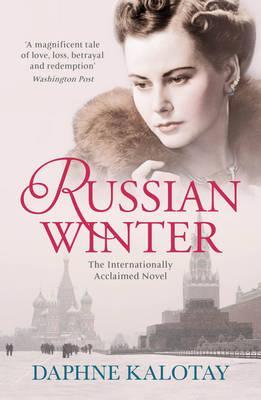 'A magnificent tale
of love, loss, betrayal
and redemption'
Washington Post
RUSSIAN
WINTER
The Internationally
Acclaimed Novel
DAPHNE KALOTAY